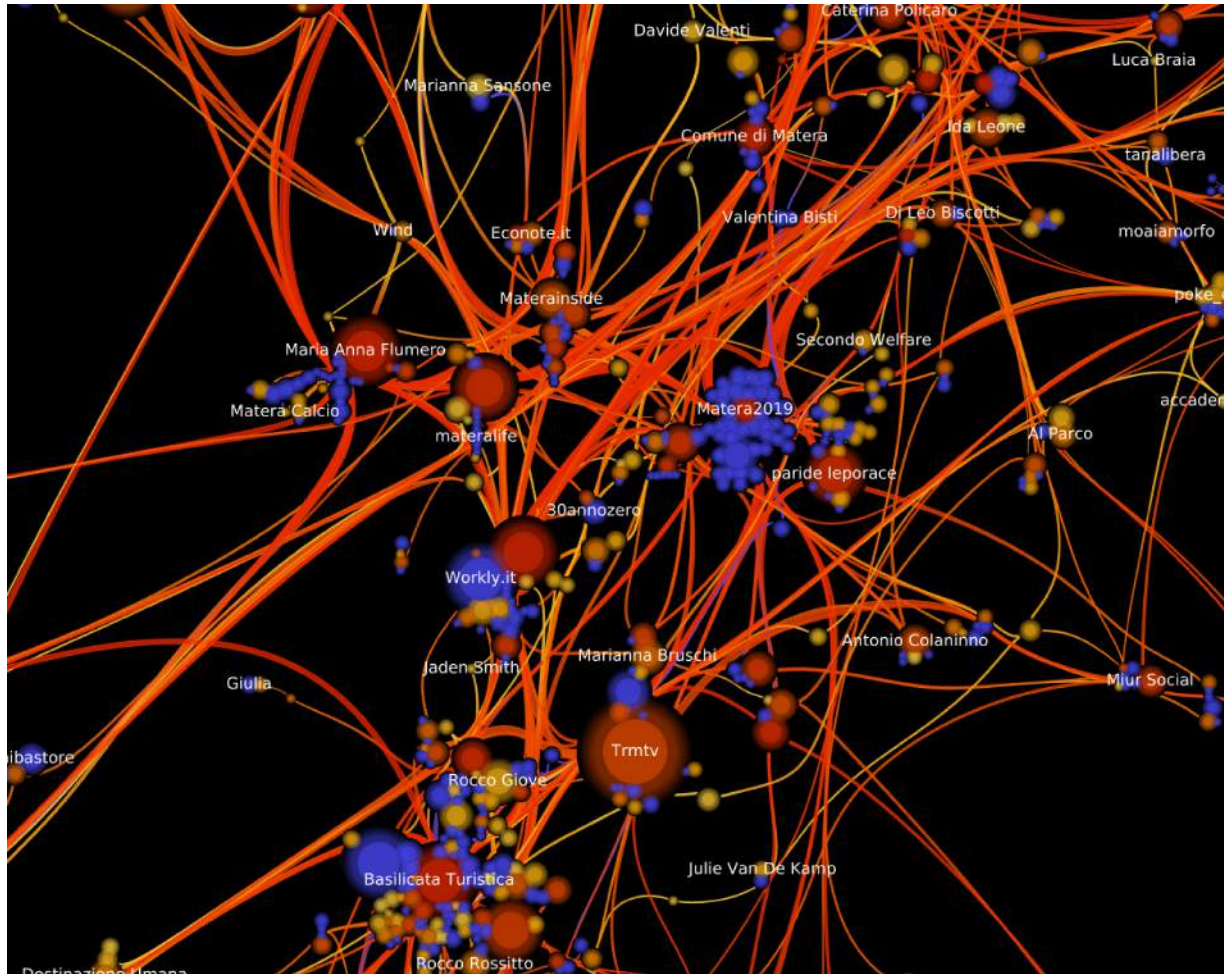 Caterina Policaro
Davide Valenti
Luca Braia
Marianna Sansone
Comune di Matera
Ida Leone
tanalibera
Valentina Bisti
Di Leo Biscotti
Wind
Econote.it
moaiamorfo
Materainside
Secondo Welfare
Maria Anna Flumero
Matera Calcio
Matera2019
materalife
Al Parco
paride leporace
30annozero
Workly.it
Antonio Colaninno
Marianna Bruschi
Jaden Smith
Giulia
Miur Social
Trmtv
Rocco Giove
Julie Van De Kamp
Basilicata Turistica
Rocco Rossitto
Destinazione Umana